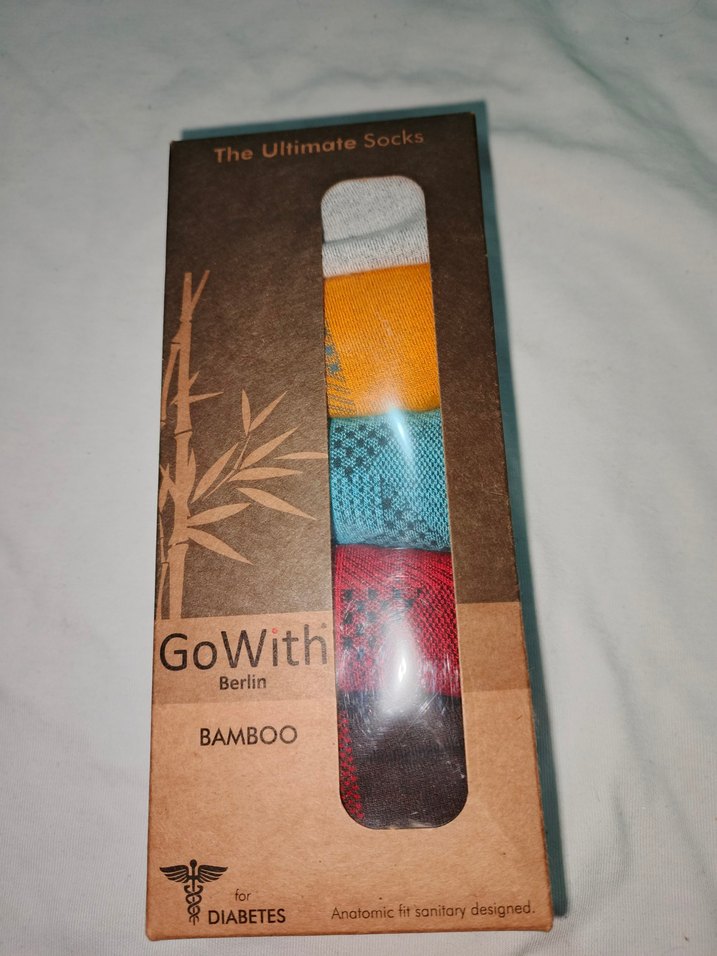 The Ultimate Socks
GoWith
Berlin
BAMBOO
for
DIABETES
Anatomic fit sanitary designed.